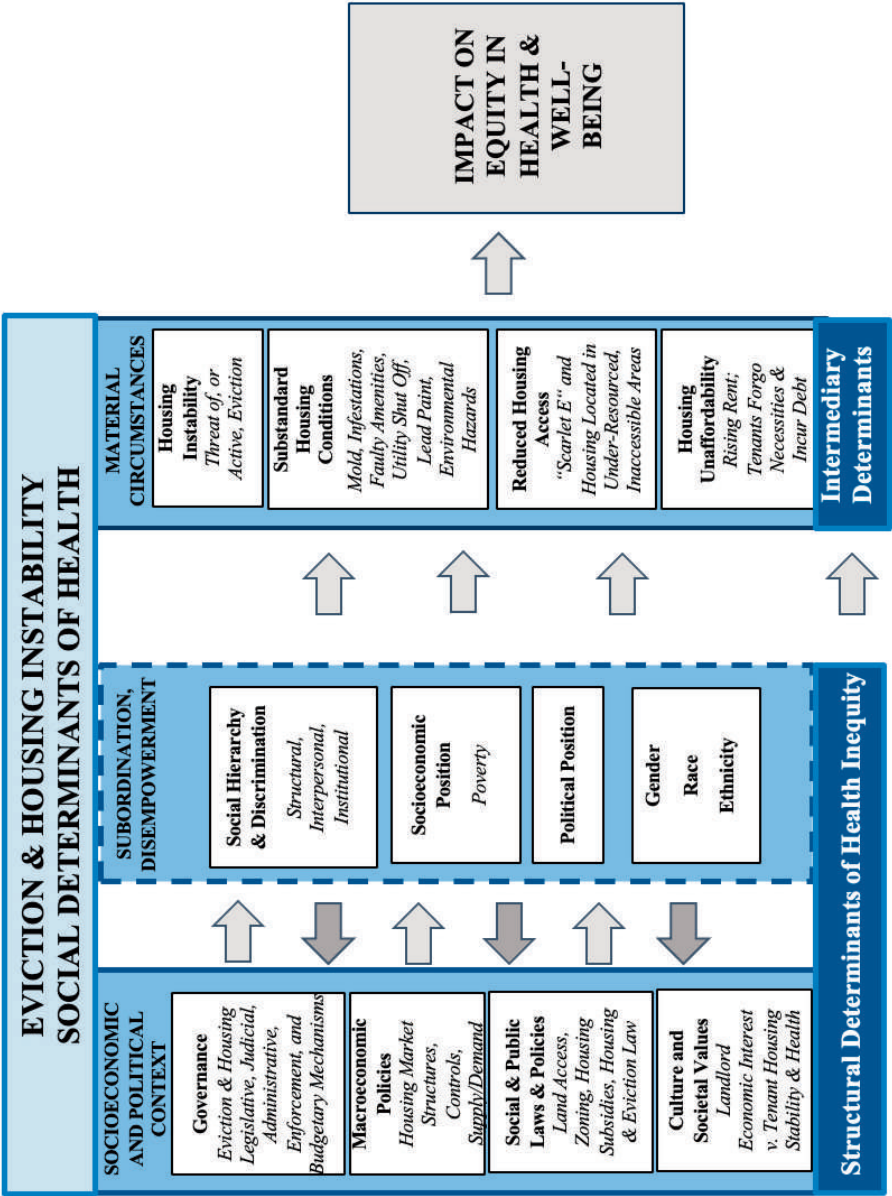 EVICTION & HOUSING INSTABILITY
SOCIAL DETERMINANTS OF HEALTH
SOCIOECONOMIC
AND POLITICAL
CONTEXT
Governance
Eviction & Housing
Legislative, Judicial,
Administrative,
Enforcement, and
Budgetary Mechanisms
Macroeconomic
Policies
Housing Market
Structures,
Controls,
Supply/Demand
Social & Public
Laws & Policies
Land Access,
Zoning, Housing
Subsidies, Housing
& Eviction Law
Culture and
Societal Values
Landlord
Economic Interest
v. Tenant Housing
Stability & Health
SUBORDINATION,
DISEMPOWERMENT
Social Hierarchy
& Discrimination
Structural,
Interpersonal,
Institutional
Socioeconomic
Position
Poverty
Political Position
Gender
Race
Ethnicity
Structural Determinants of Health Inequity
MATERIAL
CIRCUMSTANCES
Housing
Instability
Threat of, or
Active, Eviction
Substandard
Housing
Conditions
Mold, Infestations,
Faulty Amenities,
Utility Shut Off,
Lead Paint,
Environmental
Hazards
Reduced Housing
Access
“Scarlet E“ and
Housing Located in
Under-Resourced,
Inaccessible Areas
Housing
Unaffordability
Rising Rent;
Tenants Forgo
Necessities &
Incur Debt
Intermediary
Determinants
IMPACT ON
EQUITY IN
HEALTH &
WELL-
BEING